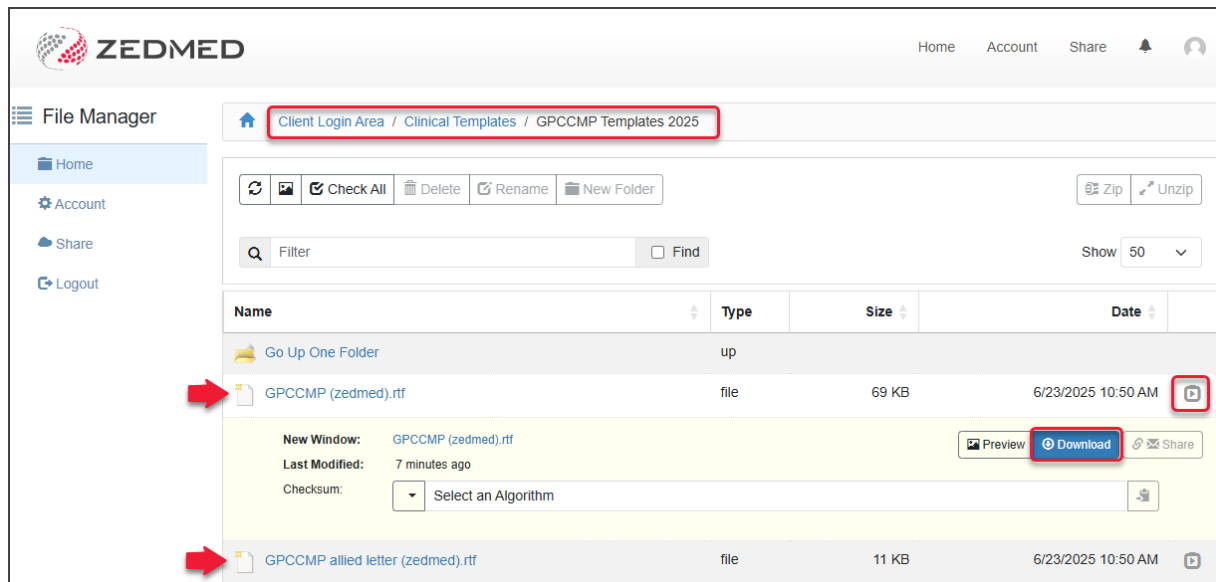 ZEDMED
Home Account Share
File Manager
Client Login Area / Clinical Templates / GPCCMP Templates 2025
Home
Account
Share
Logout
Check All Delete Rename New Folder Zip Unzip
Filter Find Show 50
Name Type Size Date
Go Up One Folder up
GPCCMP (zedmed).rtf file 69 KB 6/23/2025 10:50 AM
New Window: GPCCMP (zedmed).rtf Preview Download Share
Last Modified: 7 minutes ago
Checksum: Select an Algorithm
GPCCMP allied letter (zedmed).rtf file 11 KB 6/23/2025 10:50 AM